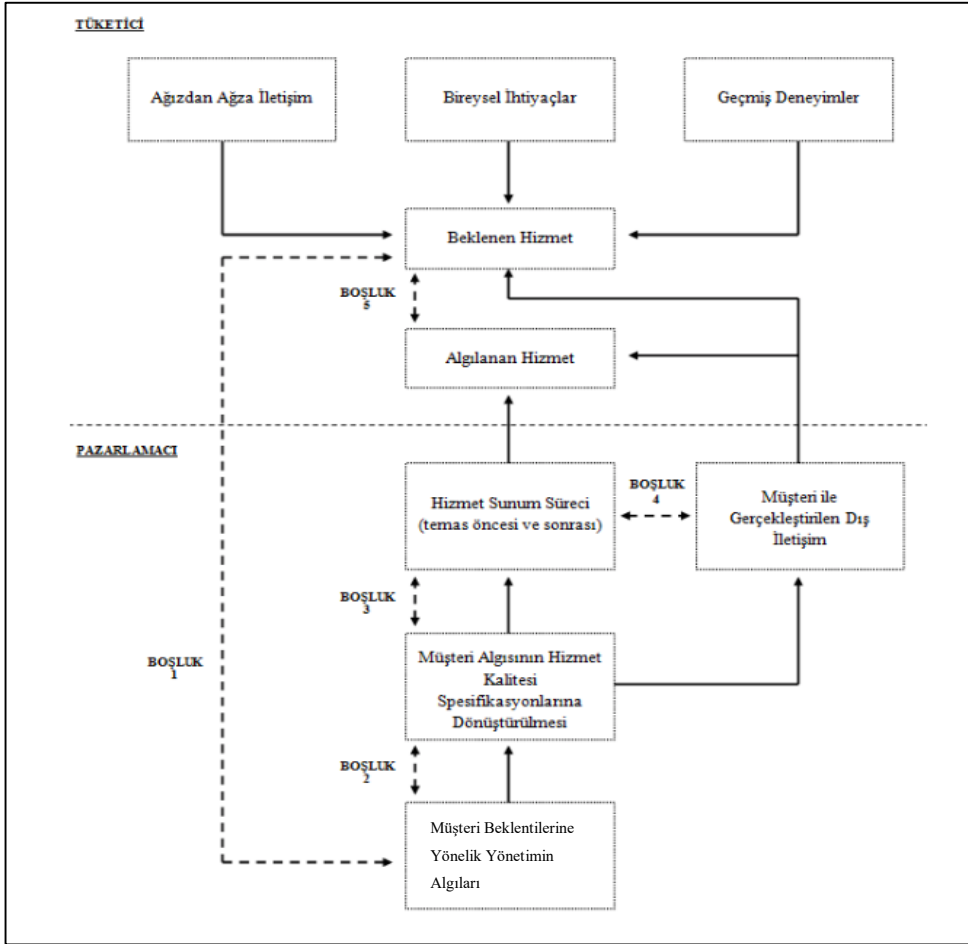 TÜKETİCİ
Ağızdan Ağza İletişim
Bireysel İhtiyaçlar
Geçmiş Deneyimler
Beklenen Hizmet
BOŞLUK
5
Algılanan Hizmet
PAZARLAMACI
Hizmet Sunum Süreci
(temas öncesi ve sonrası)
BOŞLUK
4
Müşteri ile
Gerçekleştirilen Dış
İletişim
BOŞLUK
3
BOŞLUK
1
Müşteri Algısının Hizmet
Kalitesi
Spesifikasyonlarına
Dönüştürülmesi
BOŞLUK
2
Müşteri Beklentilerine
Yönelik Yönetimin
Algıları